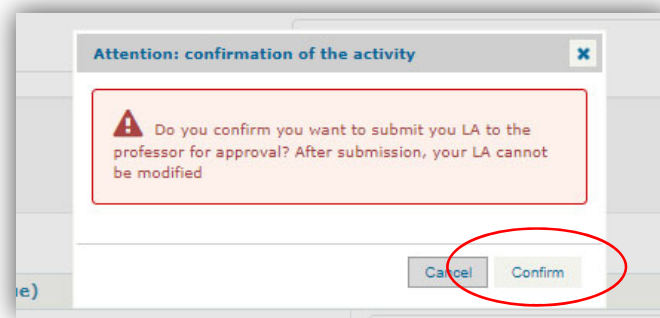 Attention: confirmation of the activity
Do you confirm you want to submit you LA to the
professor for approval? After submission, your LA cannot
be modified
Cancel Confirm
ıe)